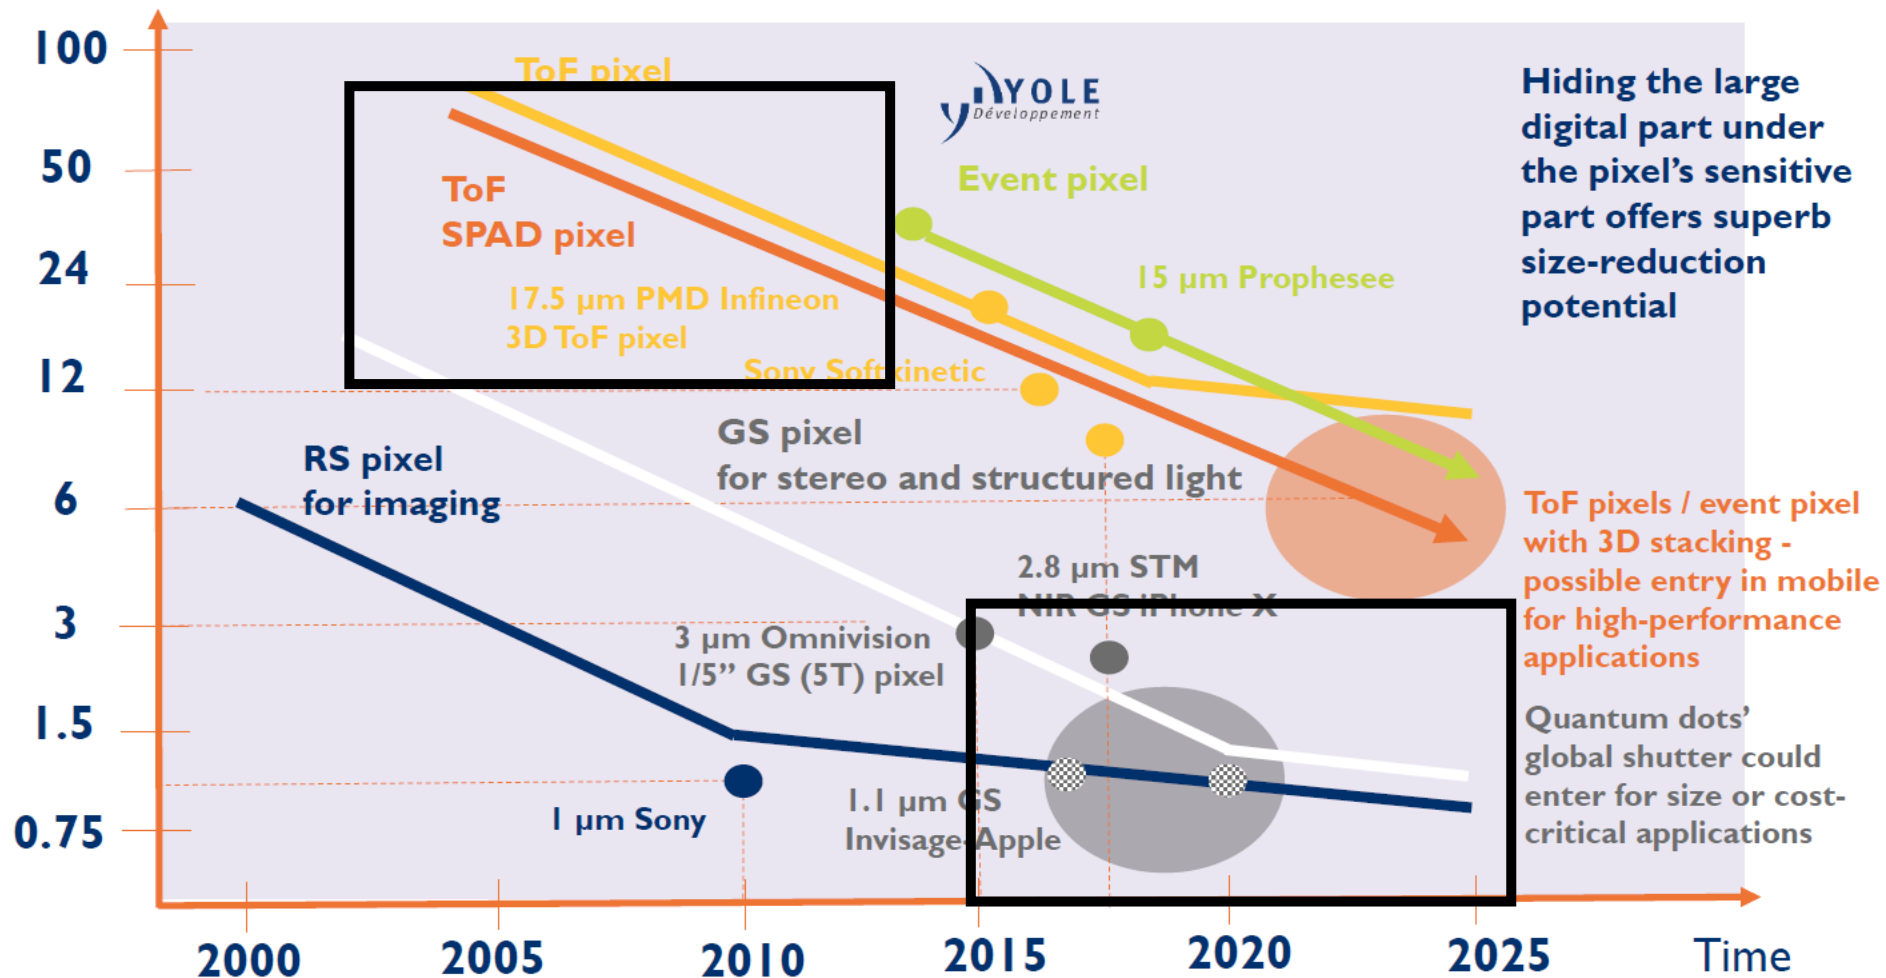 100
50
24
12
6
3
1.5
0.75
ToF pixel
ToF
SPAD pixel
17.5 µm PMD Infineon
3D ToF pixel
Sony Softkinetic
YOLE
Développement
Event pixel
15 µm Prophesee
Hiding the large
digital part under
the pixel's sensitive
part offers superb
size-reduction
potential
RS pixel
for imaging
GS pixel
for stereo and structured light
2.8 µm STM
NIR GS iPhone X
3 µm Omnivision
1/5” GS (5T) pixel
1 µm Sony
1.1 µm GS
Invisage-Apple
ToF pixels / event pixel
with 3D stacking -
possible entry in mobile
for high-performance
applications
Quantum dots'
global shutter could
enter for size or cost-
critical applications
2000
2005
2010
2015
2020
2025
Time